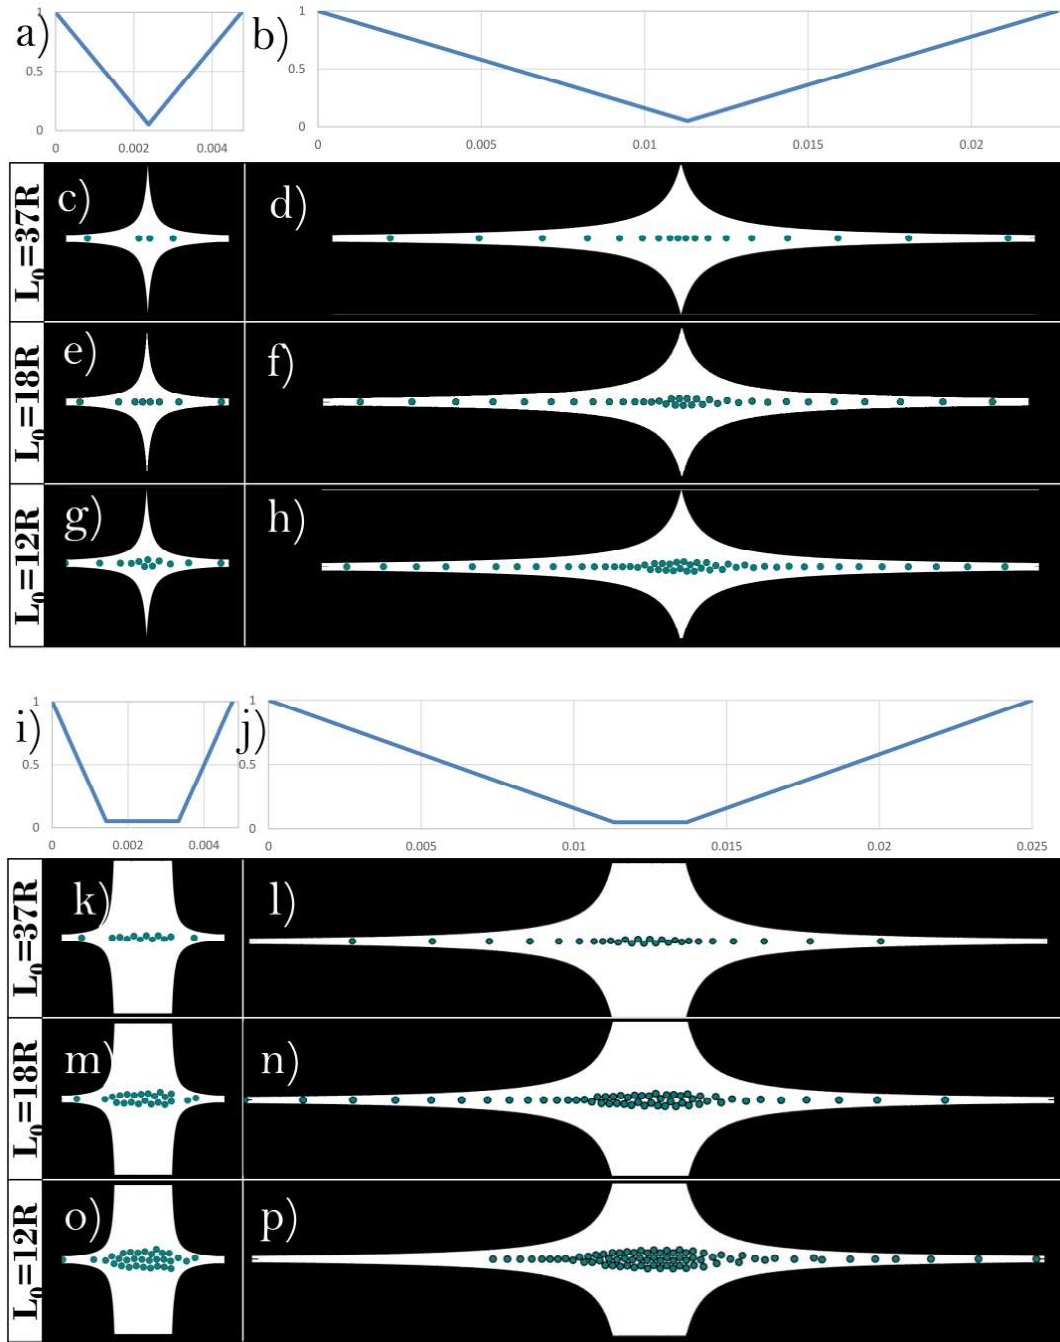 a)
1
0.5
0
0 0.002 0.004
b)
1
0.5
0
0 0.005 0.01 0.015 0.02
L₀=37R
c)
d)
L₀=18R
e)
f)
L₀=12R
g)
h)
i)
1
0.5
0
0 0.002 0.004
j)
1
0.5
0
0 0.005 0.01 0.015 0.02 0.025
L₀=37R
k)
l)
L₀=18R
m)
n)
L₀=12R
o)
p)